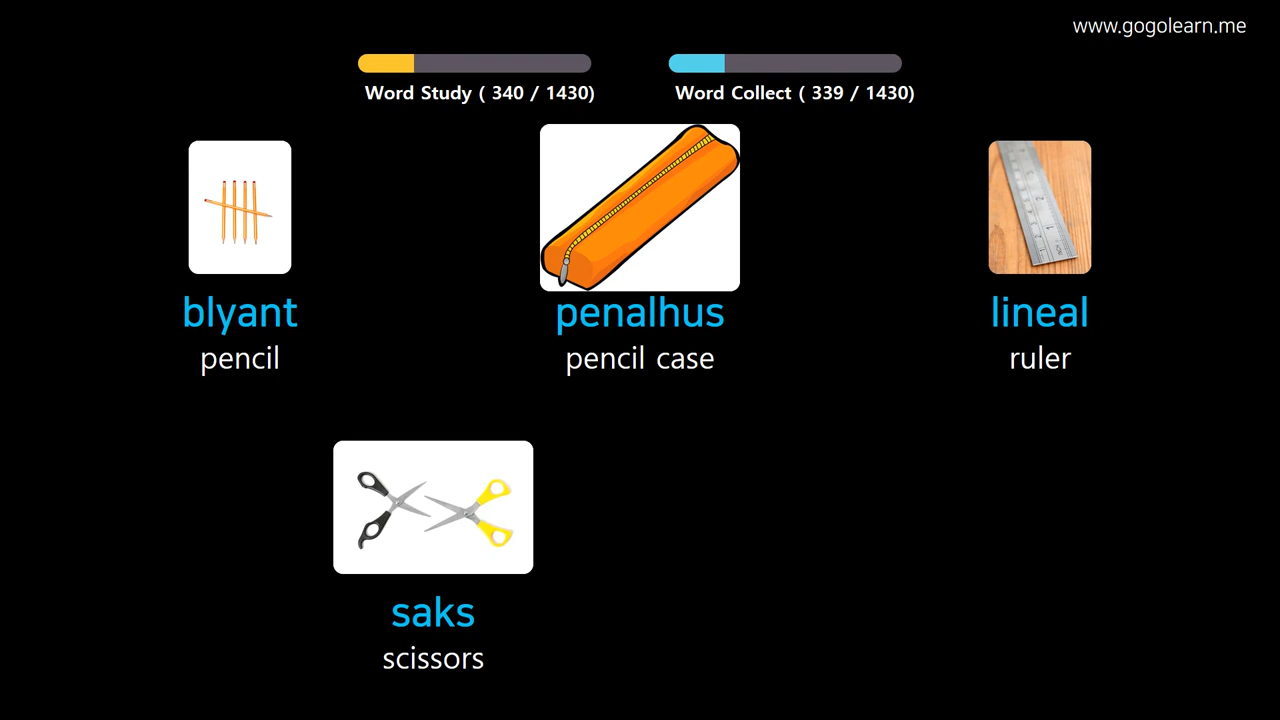 www.gogolearn.me
Word Study ( 340 / 1430)
Word Collect ( 339 / 1430)
blyant
pencil
penalhus
pencil case
lineal
ruler
saks
scissors